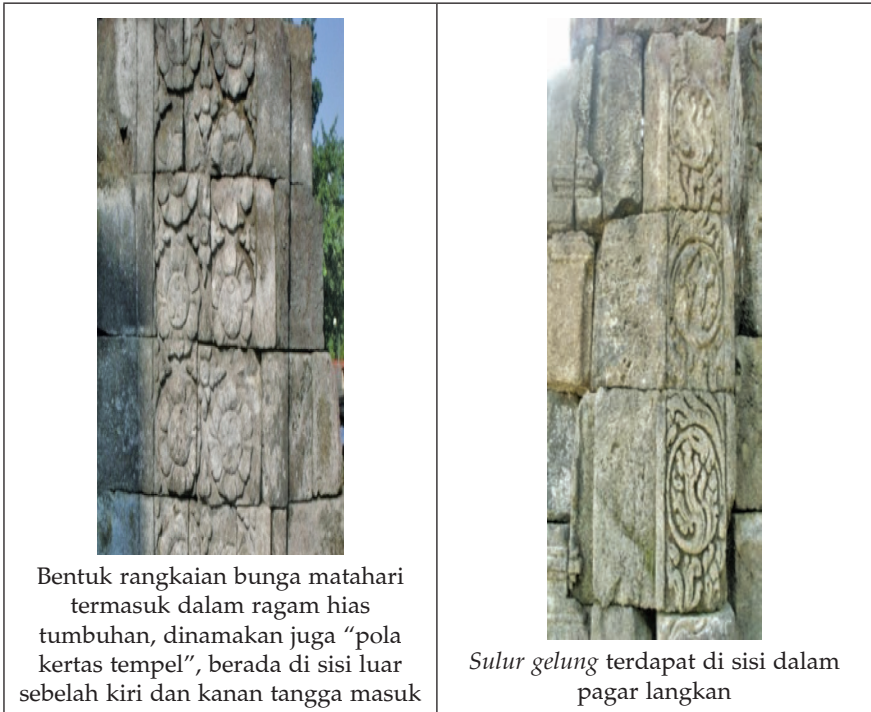 Bentuk rangkaian bunga matahari
termasuk dalam ragam hias
tumbuhan, dinamakan juga “pola
kertas tempel”, berada di sisi luar
sebelah kiri dan kanan tangga masuk
Sulur gelung terdapat di sisi dalam
pagar langkan